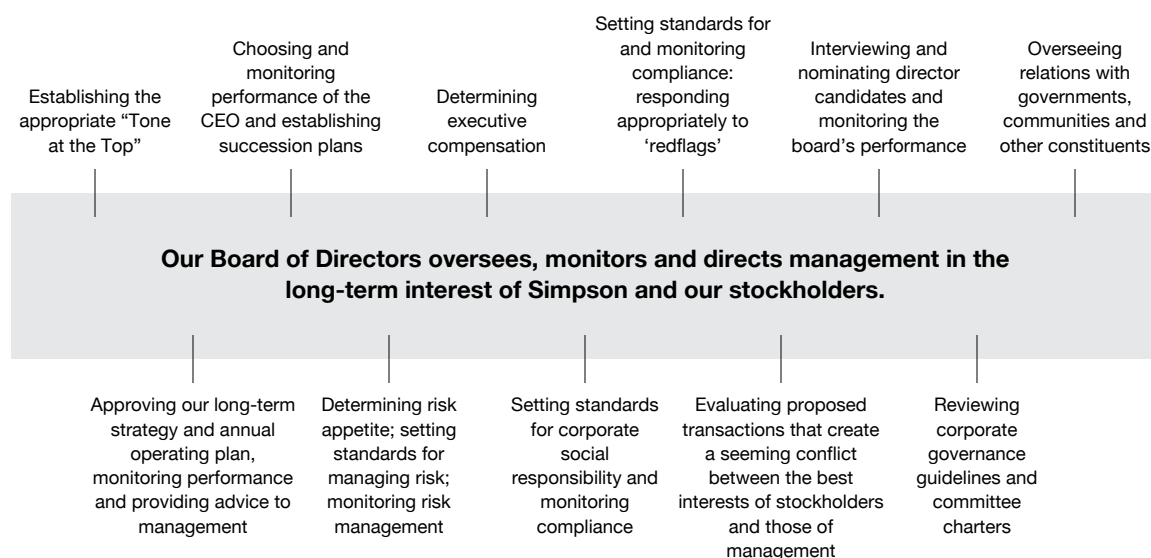 Establishing the
appropriate “Tone
at the Top”
Choosing and
monitoring
performance of the
CEO and establishing
succession plans
Determining
executive
compensation
Setting standards for
and monitoring
compliance:
responding
appropriately to
‘redflags’
Interviewing and
nominating director
candidates and
monitoring the
board’s performance
Overseeing
relations with
governments,
communities and
other constituents
Our Board of Directors oversees, monitors and directs management in the
long-term interest of Simpson and our stockholders.
Approving our long-term
strategy and annual
operating plan,
monitoring performance
and providing advice to
management
Determining risk
appetite; setting
standards for
managing risk;
monitoring risk
management
Setting standards
for corporate
social
responsibility and
monitoring
compliance
Evaluating proposed
transactions that create
a seeming conflict
between the best
interests of stockholders
and those of
management
Reviewing
corporate
governance
guidelines and
committee
charters